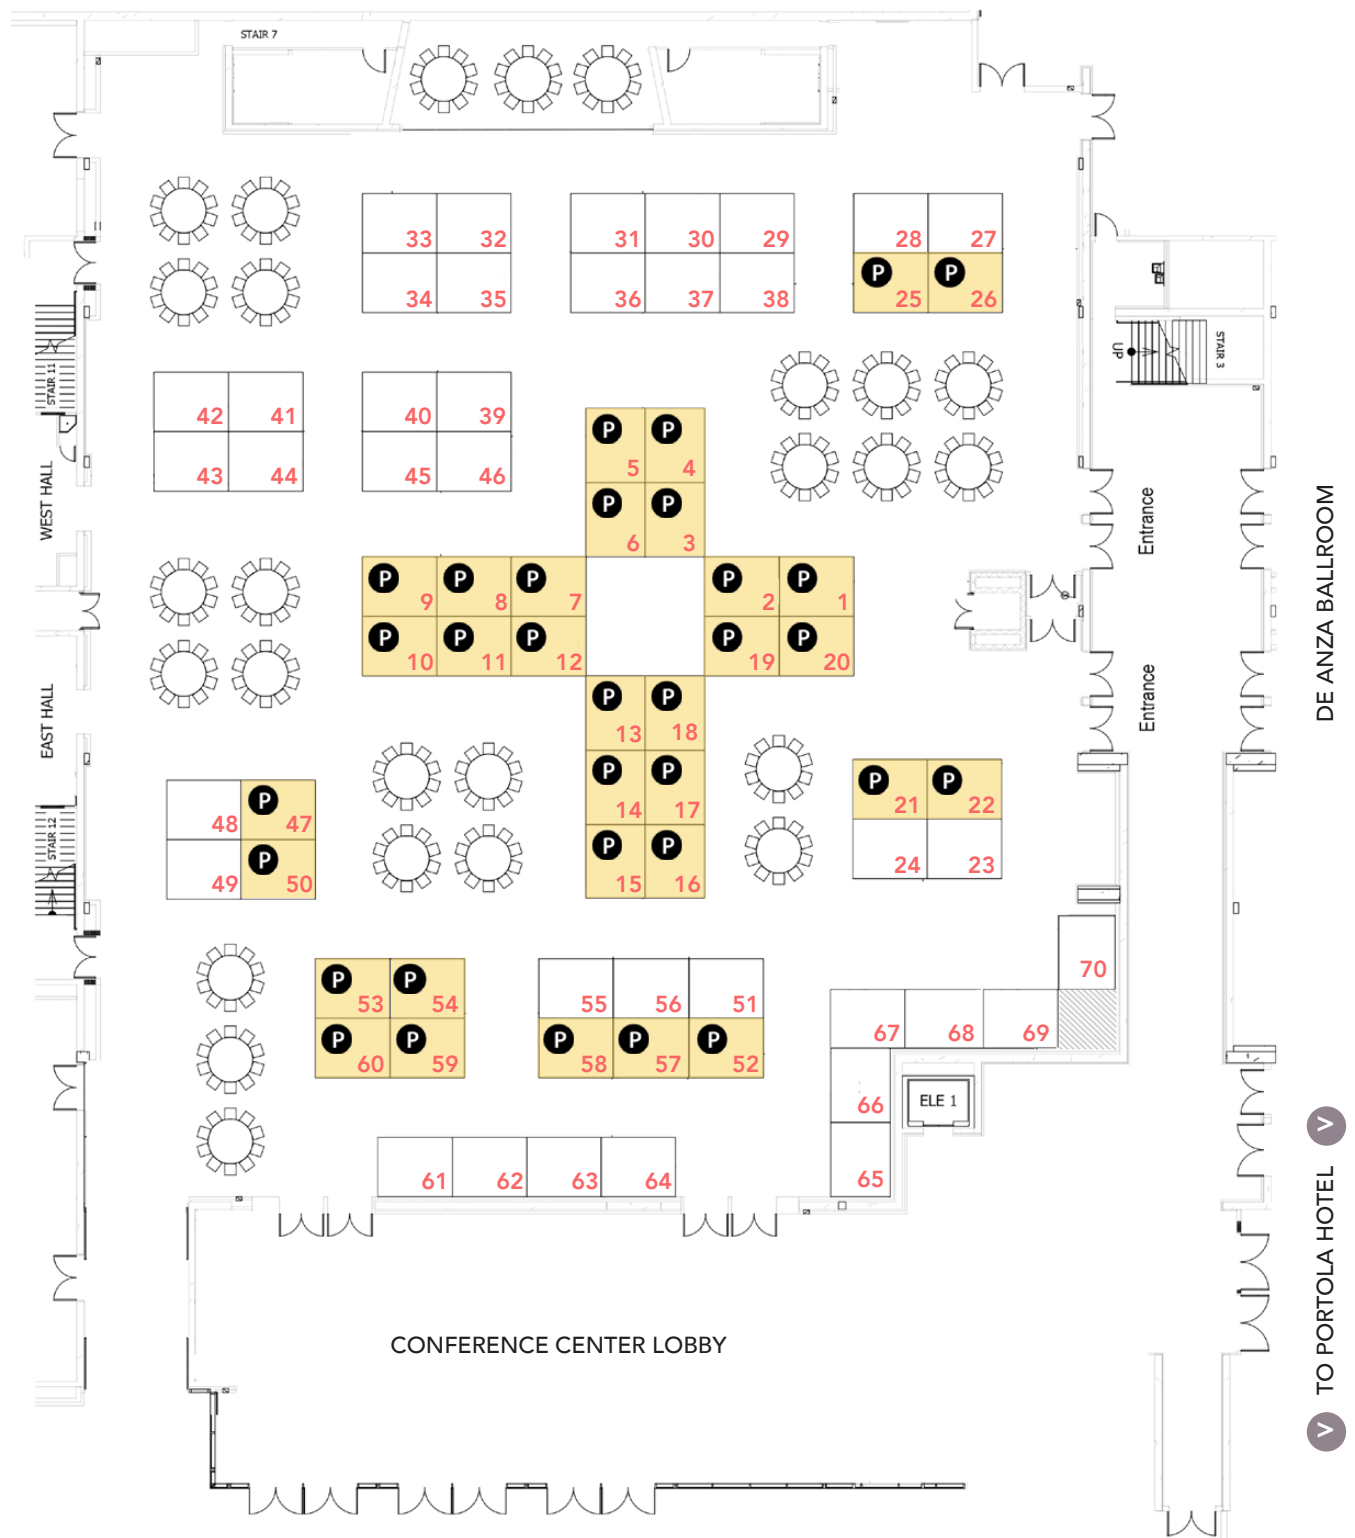 STAIR 7
33 32
31 30 29
28 27
34 35
36 37 38
P P
25 26
UP
STAIR 3
STAIR 11
42 41
40 39
43 44
45 46
P P
5 4
P P
6 3
WEST HALL
Entrance
DE ANZA BALLROOM
P P P
9 8 7
P P
2 1
P P P
10 11 12
P P
19 20
EAST HALL
Entrance
P P
13 18
P P
14 17
P P
15 16
P P
21 22
24 23
STAIR 12
48 P 47
49 P 50
70
P P
53 54
55 56 51
P P
60 59
P P P
58 57 52
67 68 69
66
ELE 1
65
61 62 63 64
V
TO PORTOLA HOTEL
V
CONFERENCE CENTER LOBBY